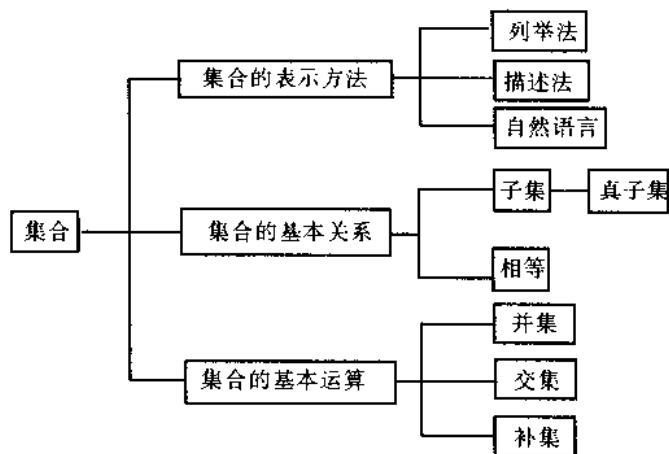 列举法
集合的表示方法
描述法
自然语言
子集
真子集
集合
集合的基本关系
相等
并集
集合的基本运算
交集
补集